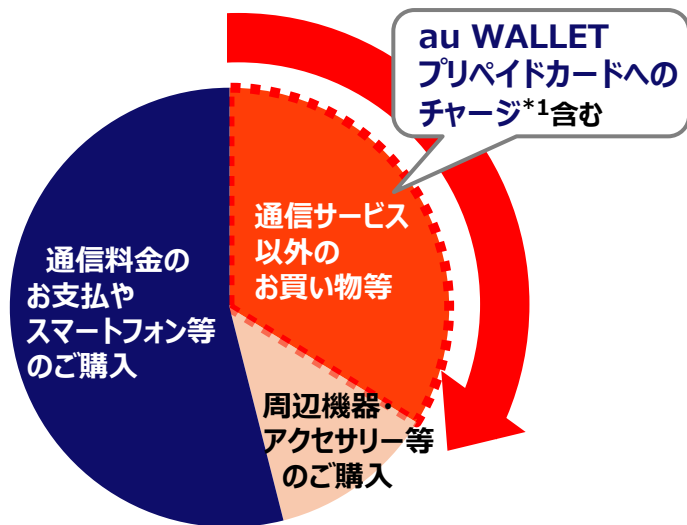 au WALLET
プリペイドカードへの
チャージ*1含む
通信サービス
以外の
お買い物等
通信料金の
お支払や
スマートフォン等
のご購入
周辺機器・
アクセサリー等
のご購入